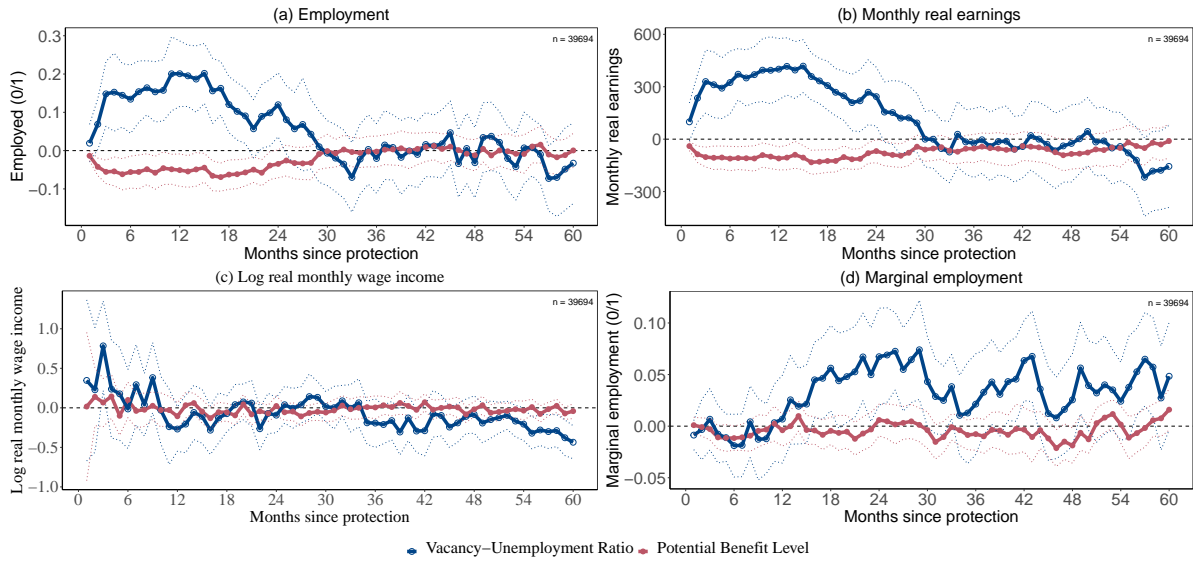 (a) Employment
n = 39694
Employed (0/1)
0.3
0.2
0.1
0.0
−0.1
0 6 12 18 24 30 36 42 48 54 60
Months since protection
(b) Monthly real earnings
n = 39694
Monthly real earnings
600
300
0
−300
0 6 12 18 24 30 36 42 48 54 60
Months since protection
(c) Log real monthly wage income
n = 39694
Log real monthly wage income
1.0
0.5
0.0
−0.5
−1.0
0 6 12 18 24 30 36 42 48 54 60
Months since protection
(d) Marginal employment
n = 39694
Marginal employment (0/1)
0.10
0.05
0.00
−0.05
0 6 12 18 24 30 36 42 48 54 60
Months since protection
Vacancy−Unemployment Ratio Potential Benefit Level